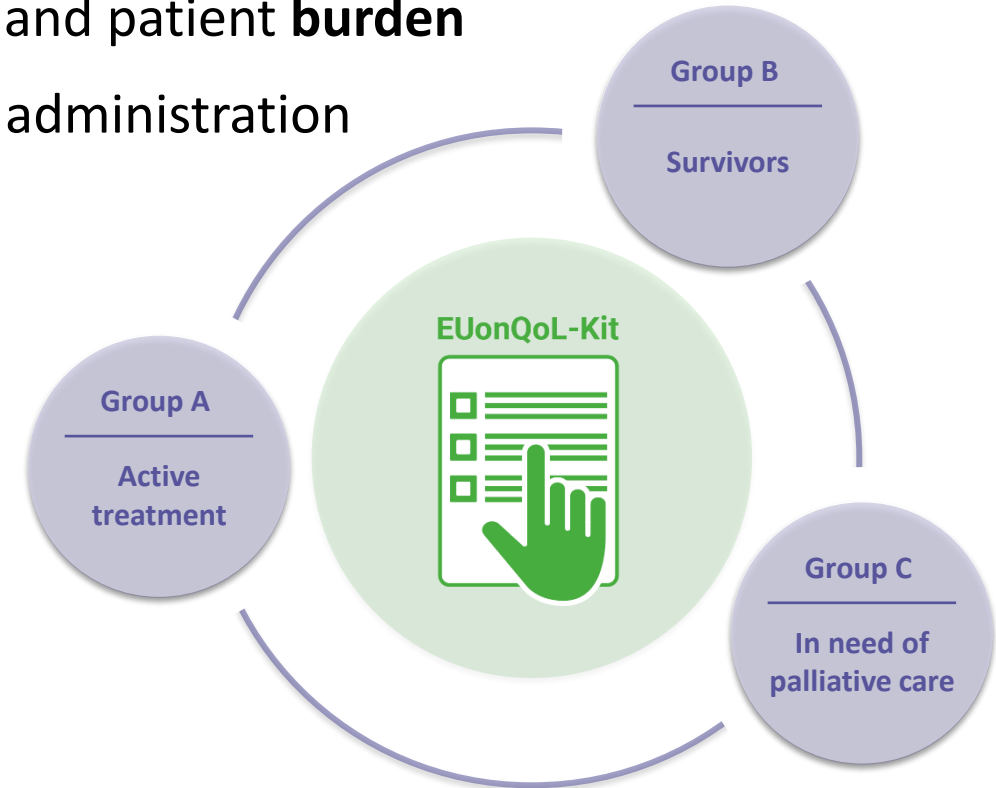 and patient burden
administration
Group B
Survivors
EUonQoL-Kit
Group A
Active
treatment
Group C
In need of
palliative care